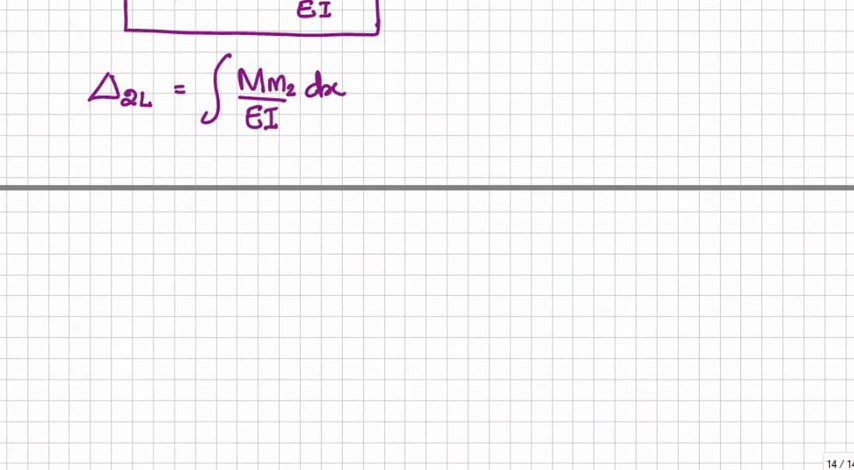 EI
Δ2L = ∫ Mm2/EI dx
14 / 14